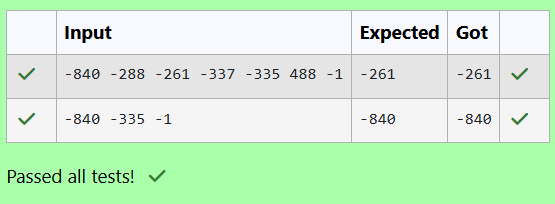 Input Expected Got
-840 -288 -261 -337 -335 488 -1 -261 -261
-840 -335 -1 -840 -840
Passed all tests!